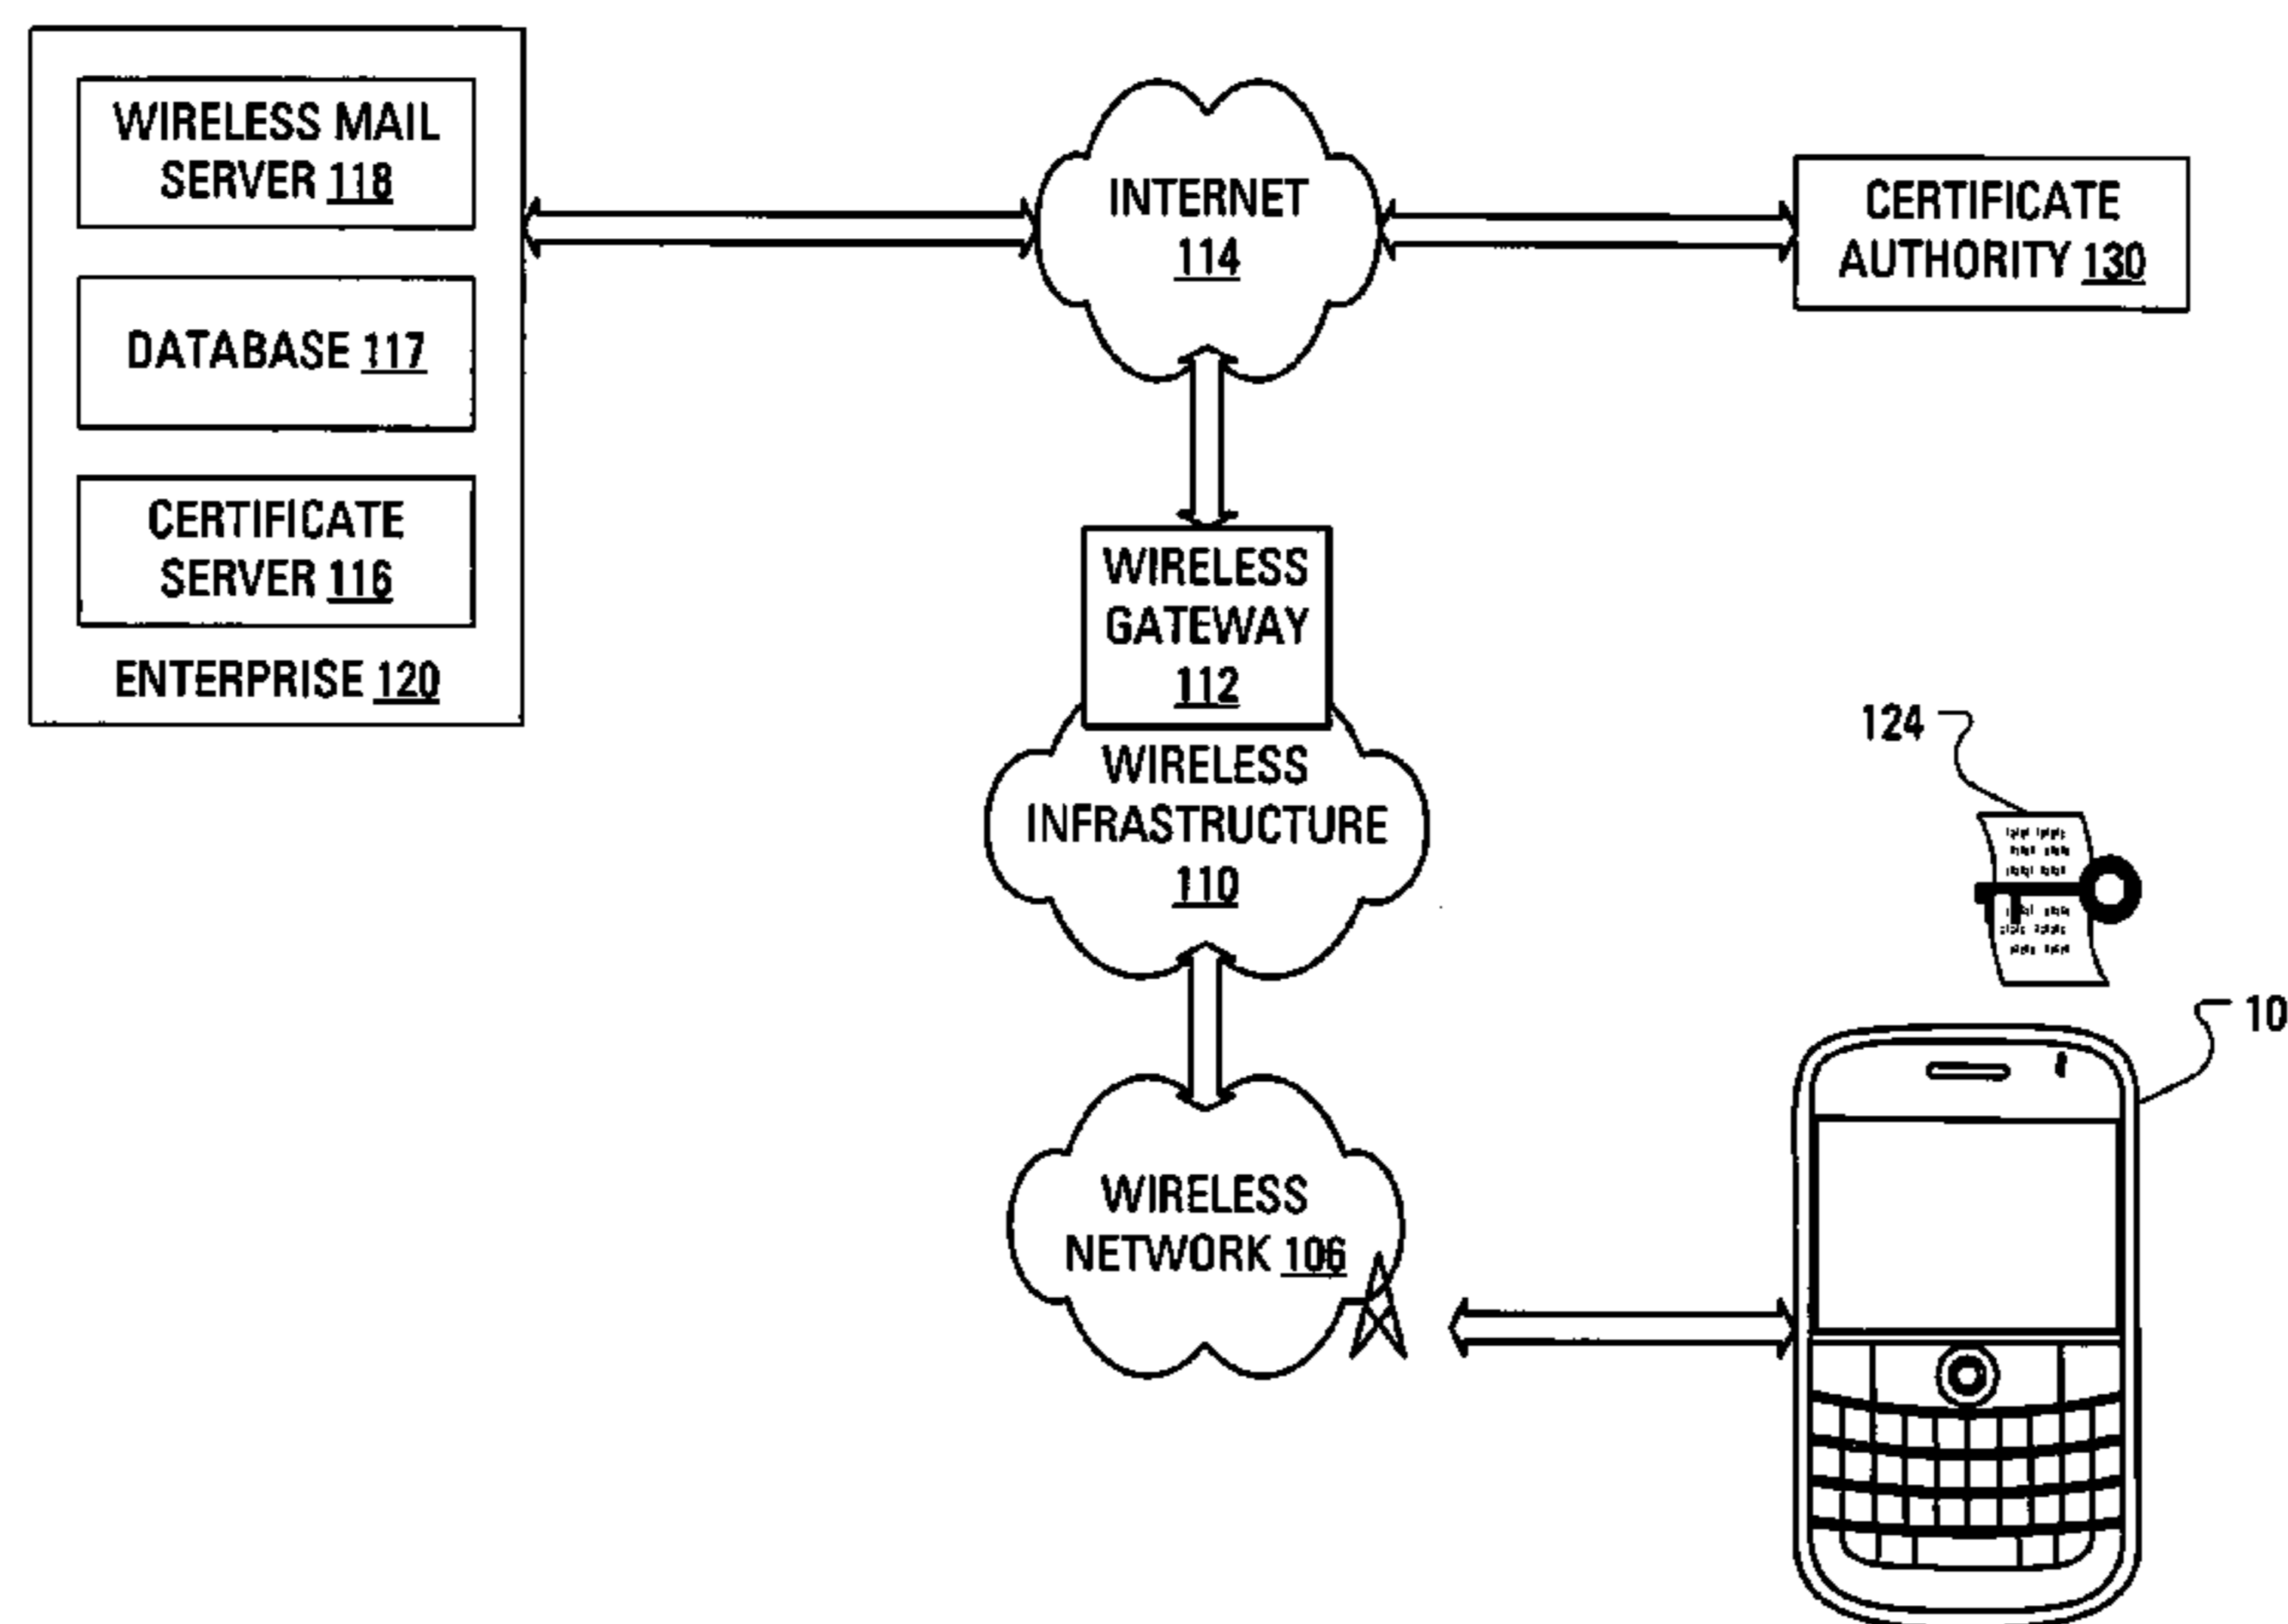 WIRELESS MAIL
SERVER 118
DATABASE 117
CERTIFICATE
SERVER 116
ENTERPRISE 120
INTERNET
114
CERTIFICATE
AUTHORITY 130
WIRELESS
GATEWAY
112
WIRELESS
INFRASTRUCTURE
110
WIRELESS
NETWORK 106
124
10